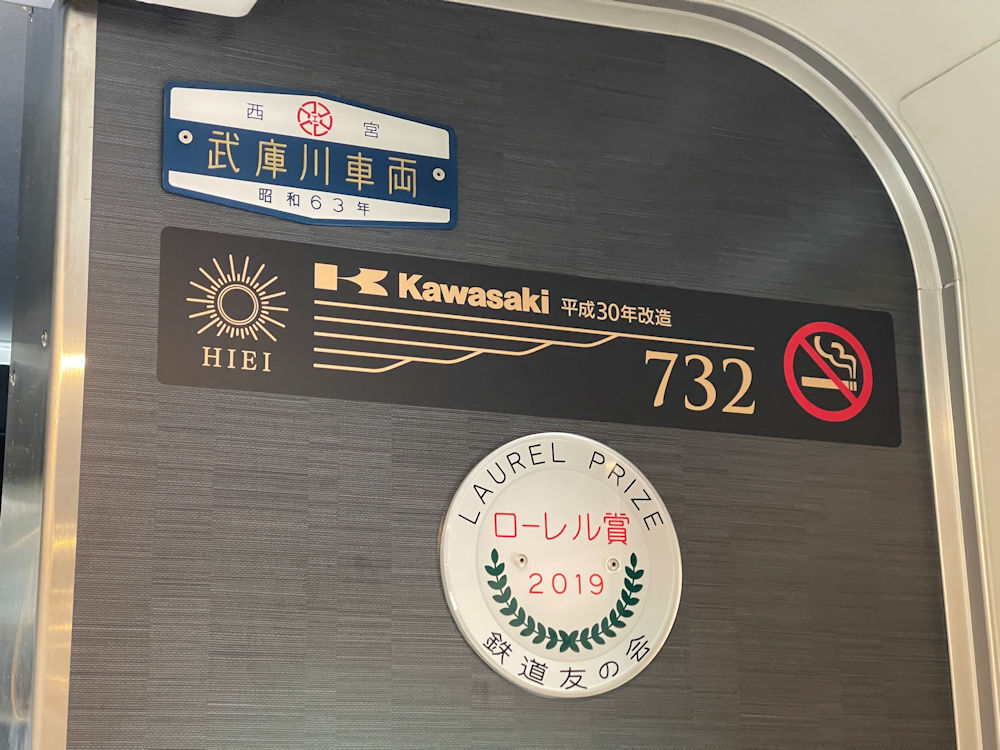 西宮
武庫川車両
昭和63年
HIEI
Kawasaki 平成30年改造
732
LAUREL PRIZE
ローレル賞
2019
鉄道友の会